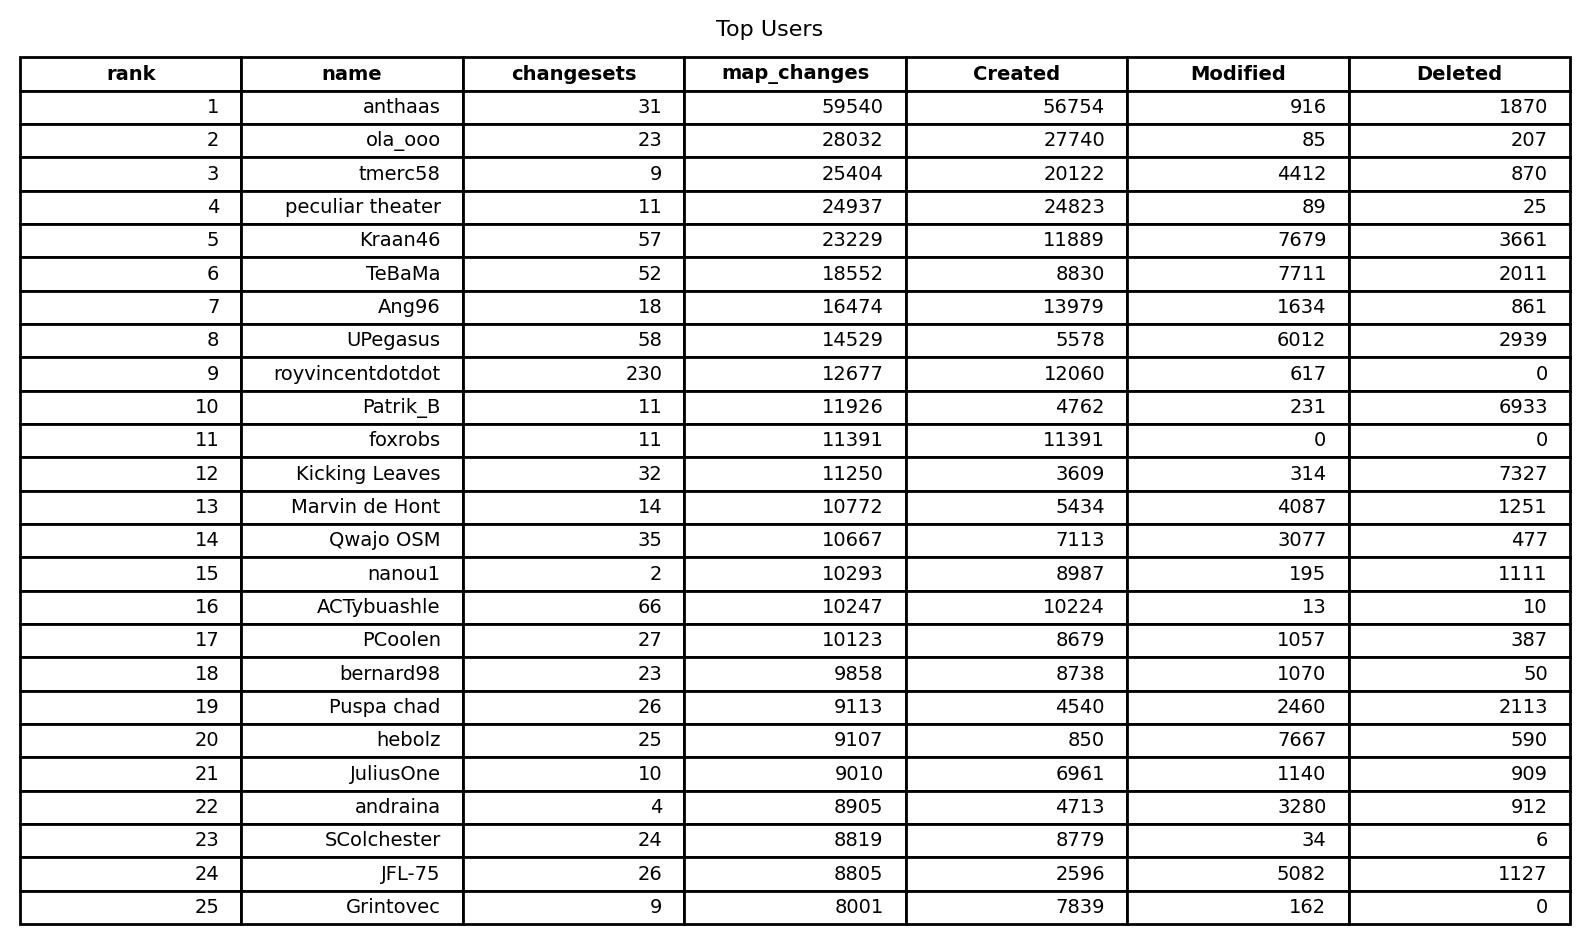 Top Users
rank name changesets map_changes Created Modified Deleted
1 anthaas 31 59540 56754 916 1870
2 ola_ooo 23 28032 27740 85 207
3 tmerc58 9 25404 20122 4412 870
4 peculiar theater 11 24937 24823 89 25
5 Kraan46 57 23229 11889 7679 3661
6 TeBaMa 52 18552 8830 7711 2011
7 Ang96 18 16474 13979 1634 861
8 UPegasus 58 14529 5578 6012 2939
9 royvincentdotdot 230 12677 12060 617 0
10 Patrik_B 11 11926 4762 231 6933
11 foxrobs 11 11391 11391 0 0
12 Kicking Leaves 32 11250 3609 314 7327
13 Marvin de Hont 14 10772 5434 4087 1251
14 Qwajo OSM 35 10667 7113 3077 477
15 nanou1 2 10293 8987 195 1111
16 ACTybuashle 66 10247 10224 13 10
17 PCoolen 27 10123 8679 1057 387
18 bernard98 23 9858 8738 1070 50
19 Puspa chad 26 9113 4540 2460 2113
20 hebolz 25 9107 850 7667 590
21 JuliusOne 10 9010 6961 1140 909
22 andraina 4 8905 4713 3280 912
23 SColchester 24 8819 8779 34 6
24 JFL-75 26 8805 2596 5082 1127
25 Grintovec 9 8001 7839 162 0